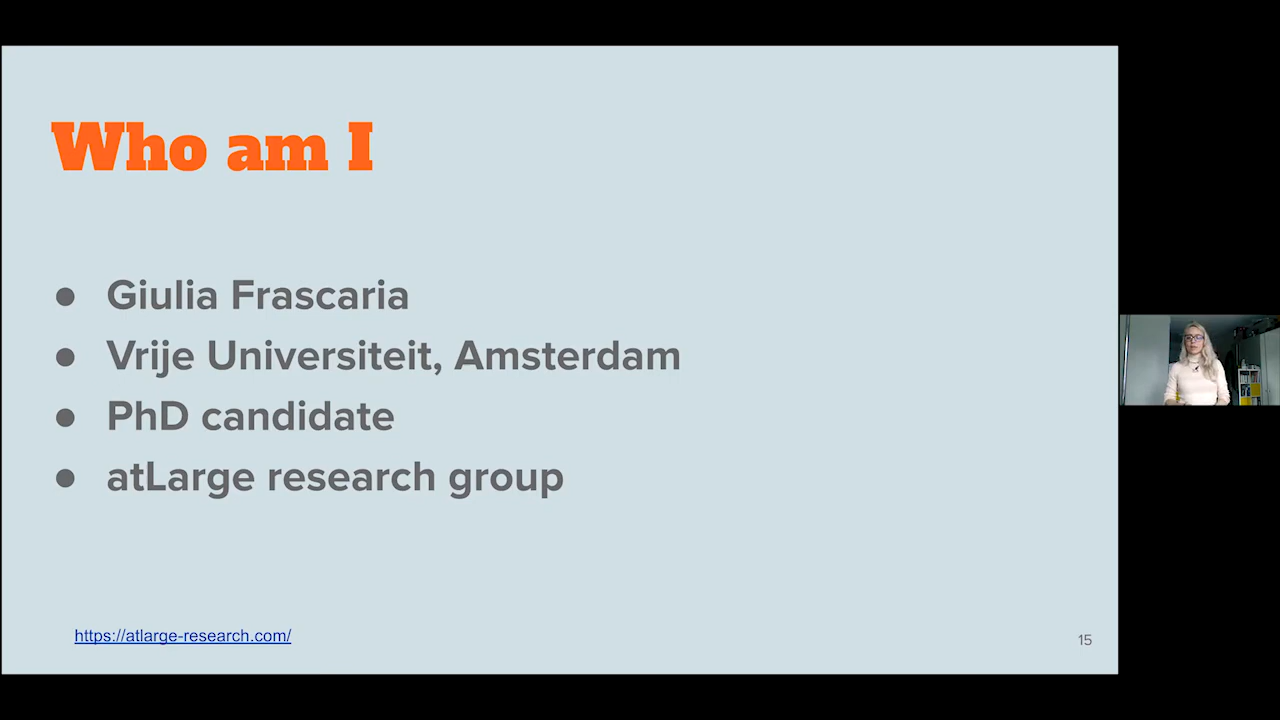 Who am I
● Giulia Frascaria
● Vrije Universiteit, Amsterdam
● PhD candidate
● atLarge research group
https://atlarge-research.com/
15